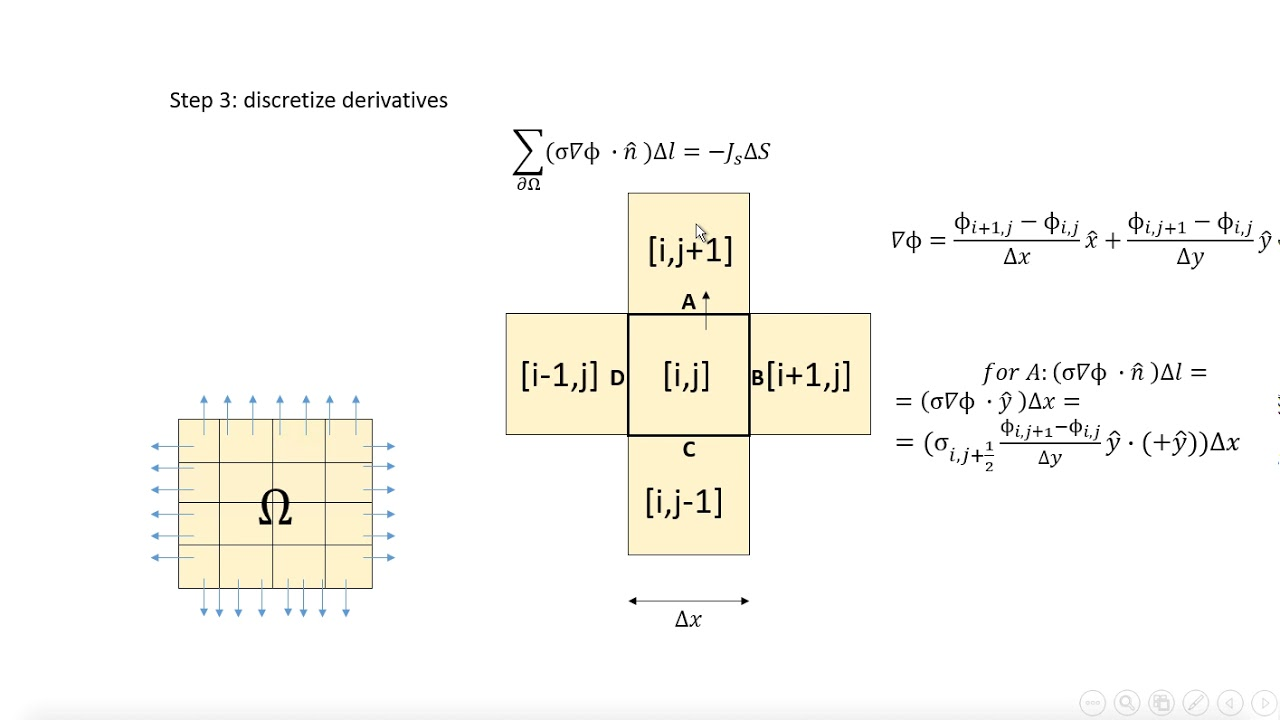 Step 3: discretize derivatives
∑∂Ω (σ∇ϕ · n̂ )Δl = −JₛΔS
[i,j+1]
∇ϕ = (ϕi+1,j − ϕi,j)/Δx x̂ + (ϕi,j+1 − ϕi,j)/Δy ŷ
A
[i-1,j] D [i,j] B [i+1,j]
for A: (σ∇ϕ · n̂ )Δl =
= (σ∇ϕ · ŷ )Δx =
= (σi,j+1/2 (ϕi,j+1−ϕi,j)/Δy ŷ · (+ŷ))Δx
C
[i,j-1]
Ω
Δx